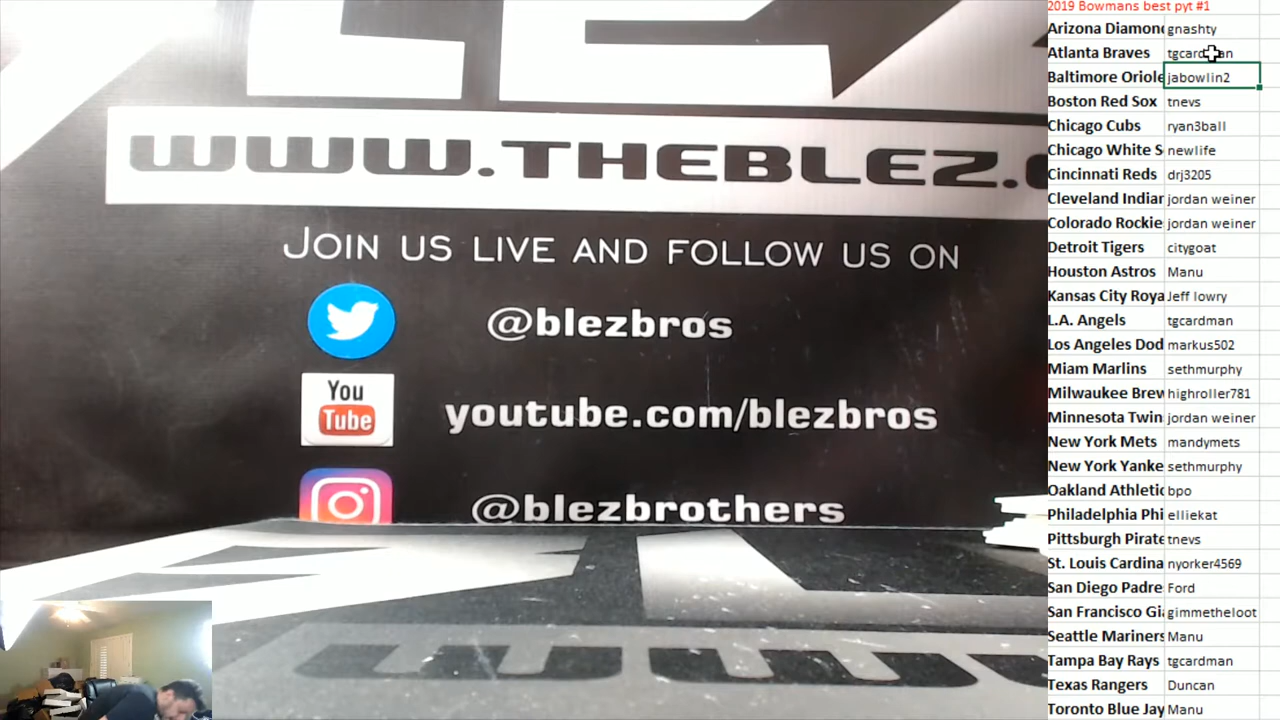 WWW.THEBLEZ.
JOIN US LIVE AND FOLLOW US ON
@blezbros
You
Tube
youtube.com/blezbros
@blezbrothers
2019 Bowmans best pyt #1
Arizona Diamond gnashty
Atlanta Braves
Baltimore Oriole jabowlin2
Boston Red Sox tnevs
Chicago Cubs ryan3ball
Chicago White S newlife
Cincinnati Reds drj3205
Cleveland Indian jordan weiner
Colorado Rockie jordan weiner
Detroit Tigers citygoat
Houston Astros Manu
Kansas City Roya Jeff lowry
L.A. Angels tgcardman
Los Angeles Dod markus502
Miam Marlins sethmurphy
Milwaukee Brew highroller781
Minnesota Twin jordan weiner
New York Mets mandymets
New York Yanke sethmurphy
Oakland Athletic bpo
Philadelphia Phi elliekat
Pittsburgh Pirate tnevs
St. Louis Cardina nyorker4569
San Diego Padre Ford
San Francisco Gi gimmetheloot
Seattle Mariners Manu
Tampa Bay Rays tgcardman
Texas Rangers Duncan
Toronto Blue Jay Manu